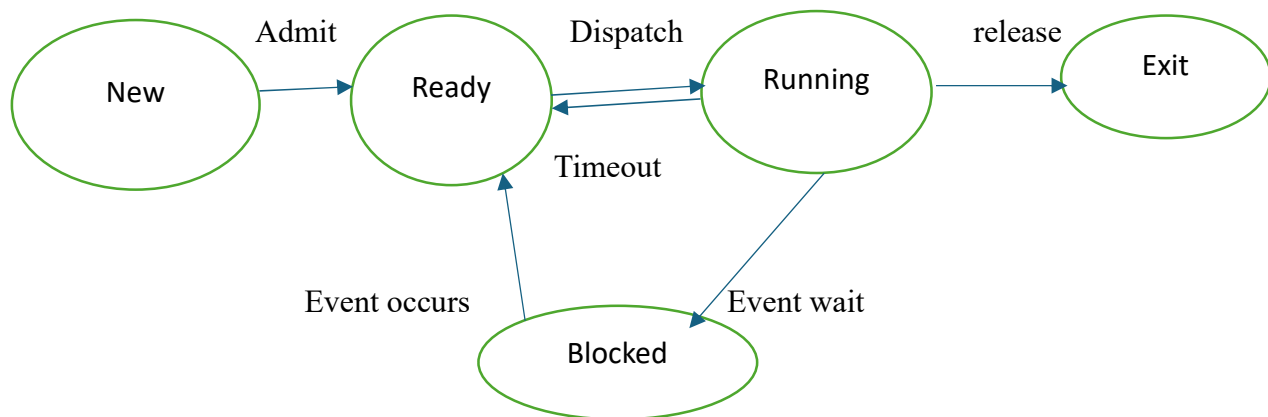 Admit
Dispatch
release
New
Ready
Running
Exit
Timeout
Event occurs
Event wait
Blocked